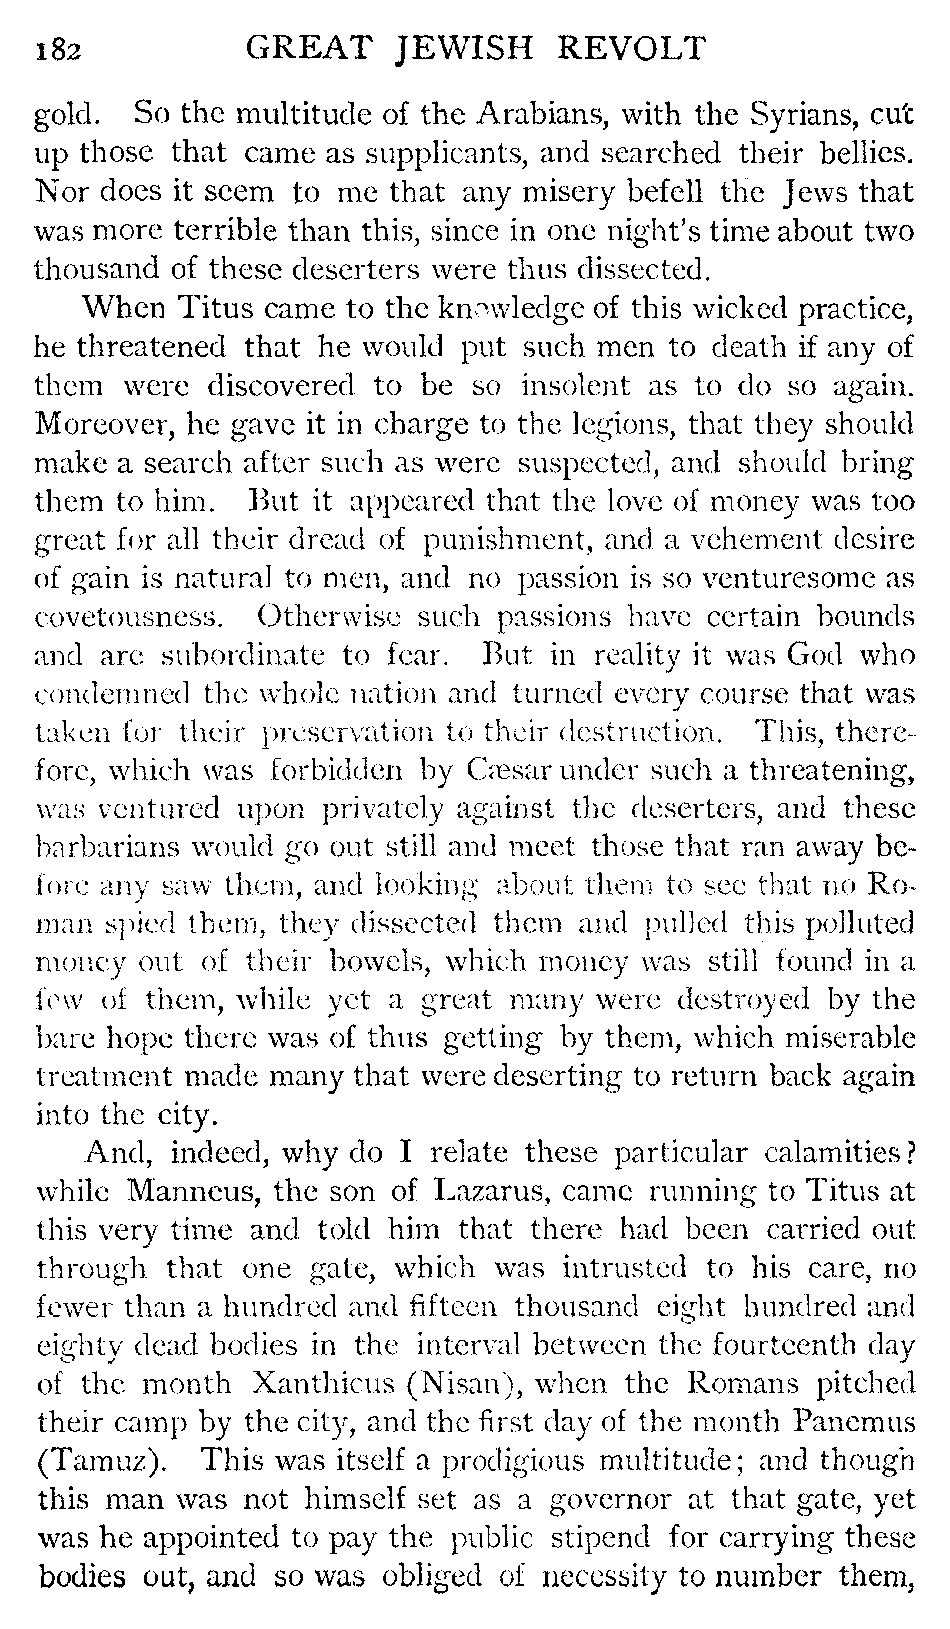 182 GREAT JEWISH REVOLT
gold. So the multitude of the Arabians, with the Syrians, cut
up those that came as supplicants, and searched their bellies.
Nor does it seem to me that any misery befell the Jews that
was more terrible than this, since in one night's time about two
thousand of these deserters were thus dissected.
When Titus came to the knowledge of this wicked practice,
he threatened that he would put such men to death if any of
them were discovered to be so insolent as to do so again.
Moreover, he gave it in charge to the legions, that they should
make a search after such as were suspected, and should bring
them to him. But it appeared that the love of money was too
great for all their dread of punishment, and a vehement desire
of gain is natural to men, and no passion is so venturesome as
covetousness. Otherwise such passions have certain bounds
and are subordinate to fear. But in reality it was God who
condemned the whole nation and turned every course that was
taken for their preservation to their destruction. This, there-
fore, which was forbidden by Cæsar under such a threatening,
was ventured upon privately against the deserters, and these
barbarians would go out still and meet those that ran away be-
fore any saw them, and looking about them to see that no Ro-
man spied them, they dissected them and pulled this polluted
money out of their bowels, which money was still found in a
few of them, while yet a great many were destroyed by the
bare hope there was of thus getting by them, which miserable
treatment made many that were deserting to return back again
into the city.
And, indeed, why do I relate these particular calamities?
while Manneus, the son of Lazarus, came running to Titus at
this very time and told him that there had been carried out
through that one gate, which was intrusted to his care, no
fewer than a hundred and fifteen thousand eight hundred and
eighty dead bodies in the interval between the fourteenth day
of the month Xanthicus (Nisan), when the Romans pitched
their camp by the city, and the first day of the month Panemus
(Tamuz). This was itself a prodigious multitude; and though
this man was not himself set as a governor at that gate, yet
was he appointed to pay the public stipend for carrying these
bodies out, and so was obliged of necessity to number them,